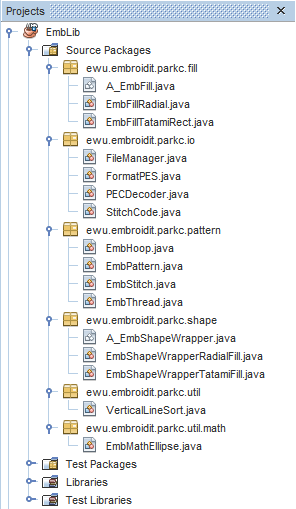 Projects
EmbLib
Source Packages
ewu.embroidit.parkc.fill
A_EmbFill.java
EmbFillRadial.java
EmbFillTatamiRect.java
ewu.embroidit.parkc.io
FileManager.java
FormatPES.java
PECDecoder.java
StitchCode.java
ewu.embroidit.parkc.pattern
EmbHoop.java
EmbPattern.java
EmbStitch.java
EmbThread.java
ewu.embroidit.parkc.shape
A_EmbShapeWrapper.java
EmbShapeWrapperRadialFill.java
EmbShapeWrapperTatamiFill.java
ewu.embroidit.parkc.util
VerticalLineSort.java
ewu.embroidit.parkc.util.math
EmbMathEllipse.java
Test Packages
Libraries
Test Libraries